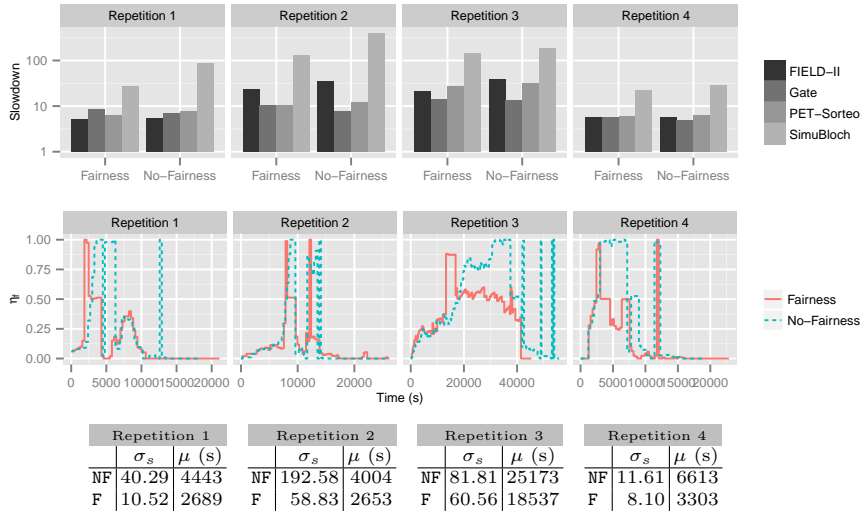 Repetition 1 Repetition 2 Repetition 3 Repetition 4
Slowdown
100
10
1
Fairness No−Fairness Fairness No−Fairness Fairness No−Fairness Fairness No−Fairness
FIELD−II
Gate
PET−Sorteo
SimuBloch
Repetition 1 Repetition 2 Repetition 3 Repetition 4
1.00
0.75
0.50
0.25
0.00
0 5000 10000 15000 20000 0 10000 20000 0 20000 40000 0 5000 10000 15000 20000
Time (s)
Fairness
No−Fairness
Repetition 1 Repetition 2 Repetition 3 Repetition 4
σs μ (s) σs μ (s) σs μ (s) σs μ (s)
NF 40.29 4443 NF 192.58 4004 NF 81.81 25173 NF 11.61 6613
F 10.52 2689 F 58.83 2653 F 60.56 18537 F 8.10 3303